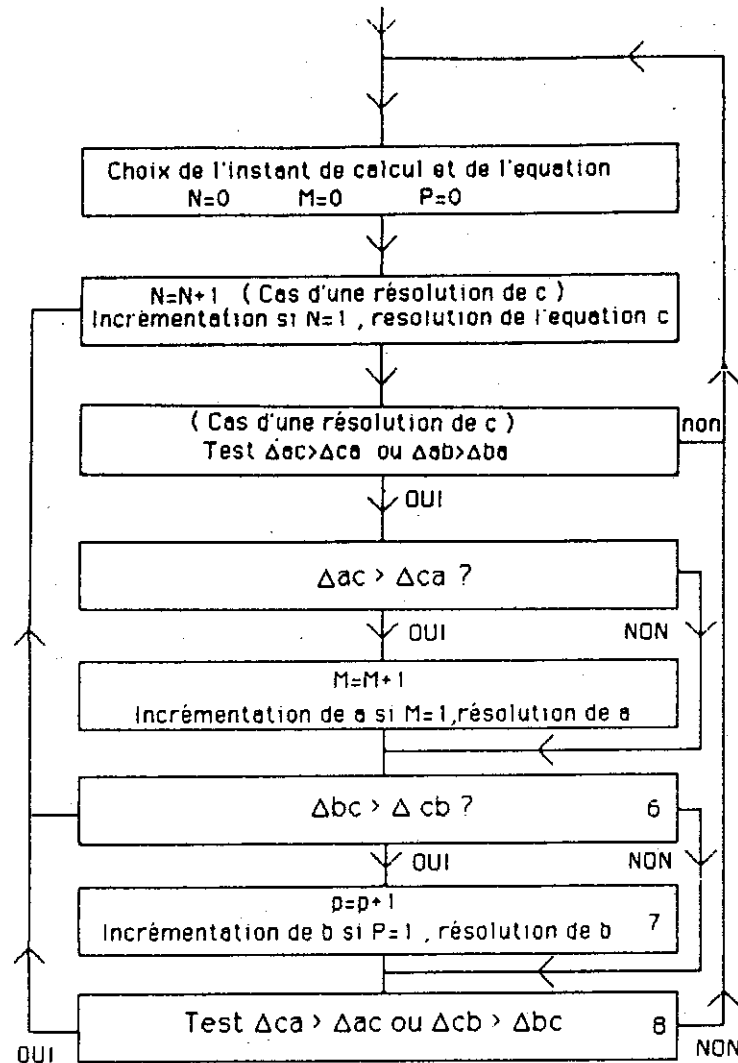 Choix de l'instant de calcul et de l'equation
N=0 M=0 P=0
N=N+1 (Cas d'une résolution de c)
Incrémentation si N=1, resolution de l'equation c
(Cas d'une résolution de c)
Test Δac>Δca ou Δab>Δba
non
OUI
Δac > Δca ?
OUI
NON
M=M+1
Incrémentation de a si M=1,résolution de a
Δbc > Δ cb ? 6
OUI
NON
p=p+1
Incrémentation de b si P=1, résolution de b 7
Test Δca > Δac ou Δcb > Δbc 8
OUI
NON